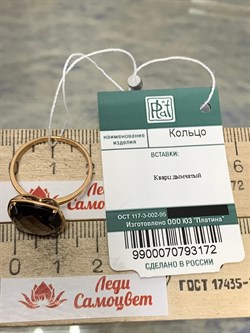 Plat
наименование изделия Кольцо
ВСТАВКИ:
Кварц дымчатый
ОСТ 117-3-002-95
Изготовлено ООО ЮЗ "Платина"
9900070793172
СДЕЛАНО В РОССИИ
Леди
Самоцвет
Леди
Самоцвет
ГОСТ 17435-